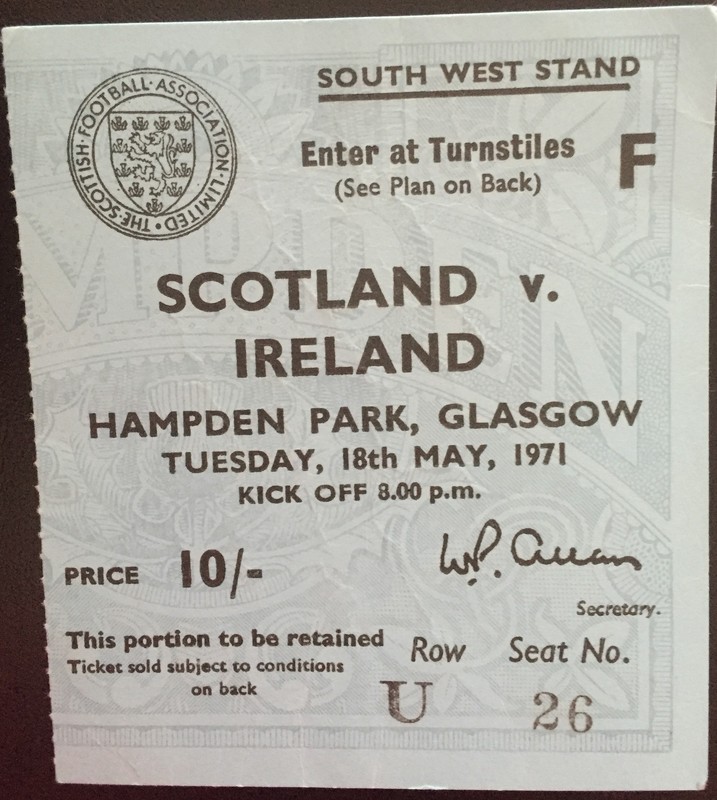 THE·SCOTTISH·FOOTBALL·ASSOCIATION·LIMITED·
SOUTH WEST STAND
Enter at Turnstiles F
(See Plan on Back)
SCOTLAND v.
IRELAND
HAMPDEN PARK, GLASGOW
TUESDAY, 18th MAY, 1971
KICK OFF 8.00 p.m.
PRICE 10/-
W.P. Allan
Secretary.
This portion to be retained
Ticket sold subject to conditions
on back
Row Seat No.
U 26